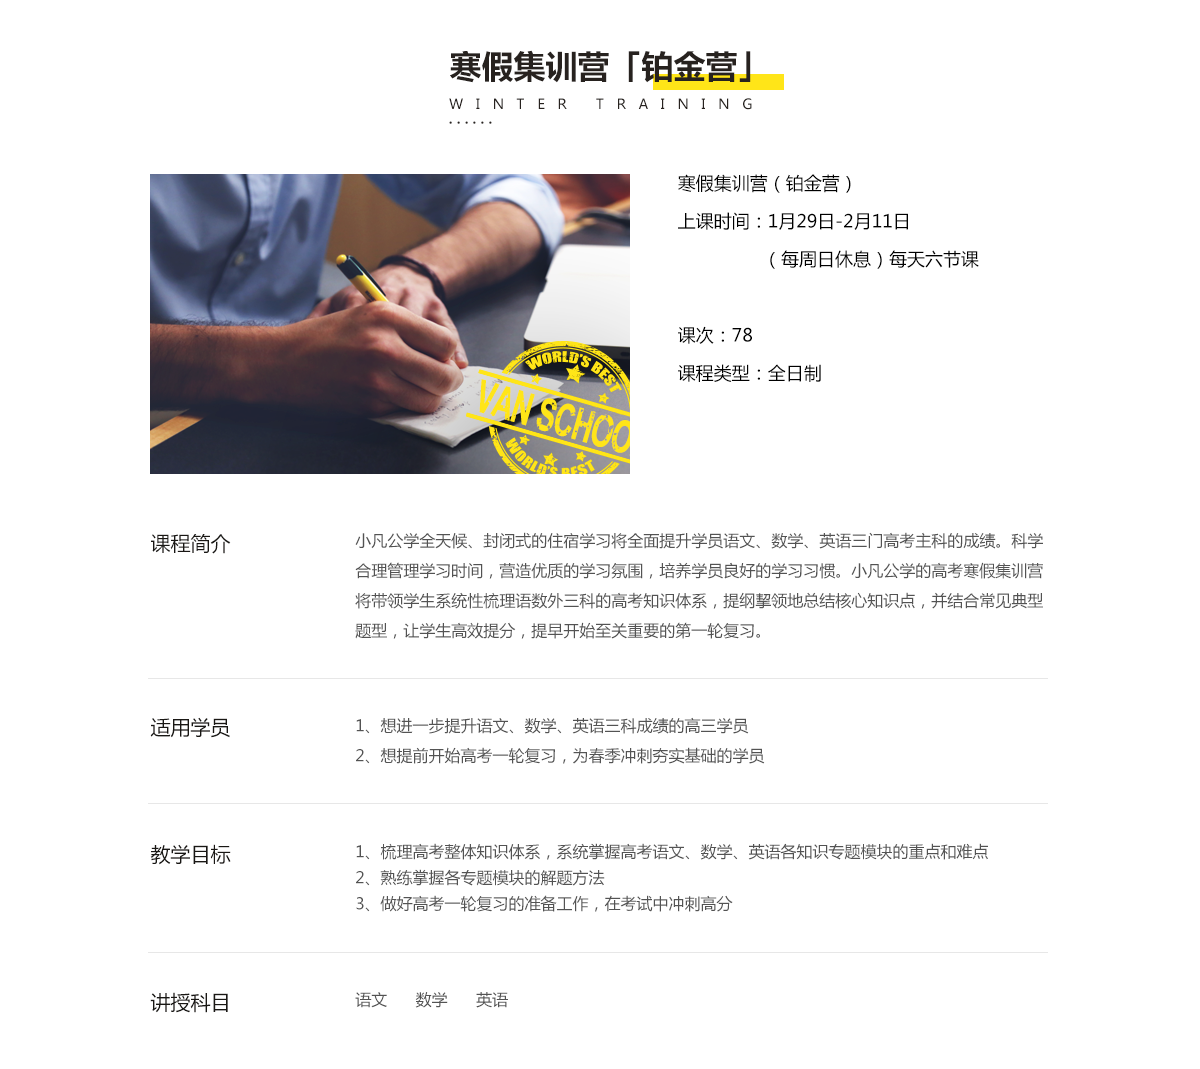 寒假集训营「铂金营」
WINTER TRAINING
寒假集训营（铂金营）
上课时间：1月29日-2月11日
（每周日休息）每天六节课
课次：78
课程类型：全日制
WORLD'S BEST
VAN SCHOO
WORLD'S BEST
课程简介
小凡公学全天候、封闭式的住宿学习将全面提升学员语文、数学、英语三门高考主科的成绩。科学
合理管理学习时间，营造优质的学习氛围，培养学员良好的学习习惯。小凡公学的高考寒假集训营
将带领学生系统性梳理语数外三科的高考知识体系，提纲挈领地总结核心知识点，并结合常见典型
题型，让学生高效提分，提早开始至关重要的第一轮复习。
适用学员
1、想进一步提升语文、数学、英语三科成绩的高三学员
2、想提前开始高考一轮复习，为春季冲刺夯实基础的学员
教学目标
1、梳理高考整体知识体系，系统掌握高考语文、数学、英语各知识专题模块的重点和难点
2、熟练掌握各专题模块的解题方法
3、做好高考一轮复习的准备工作，在考试中冲刺高分
讲授科目
语文 数学 英语